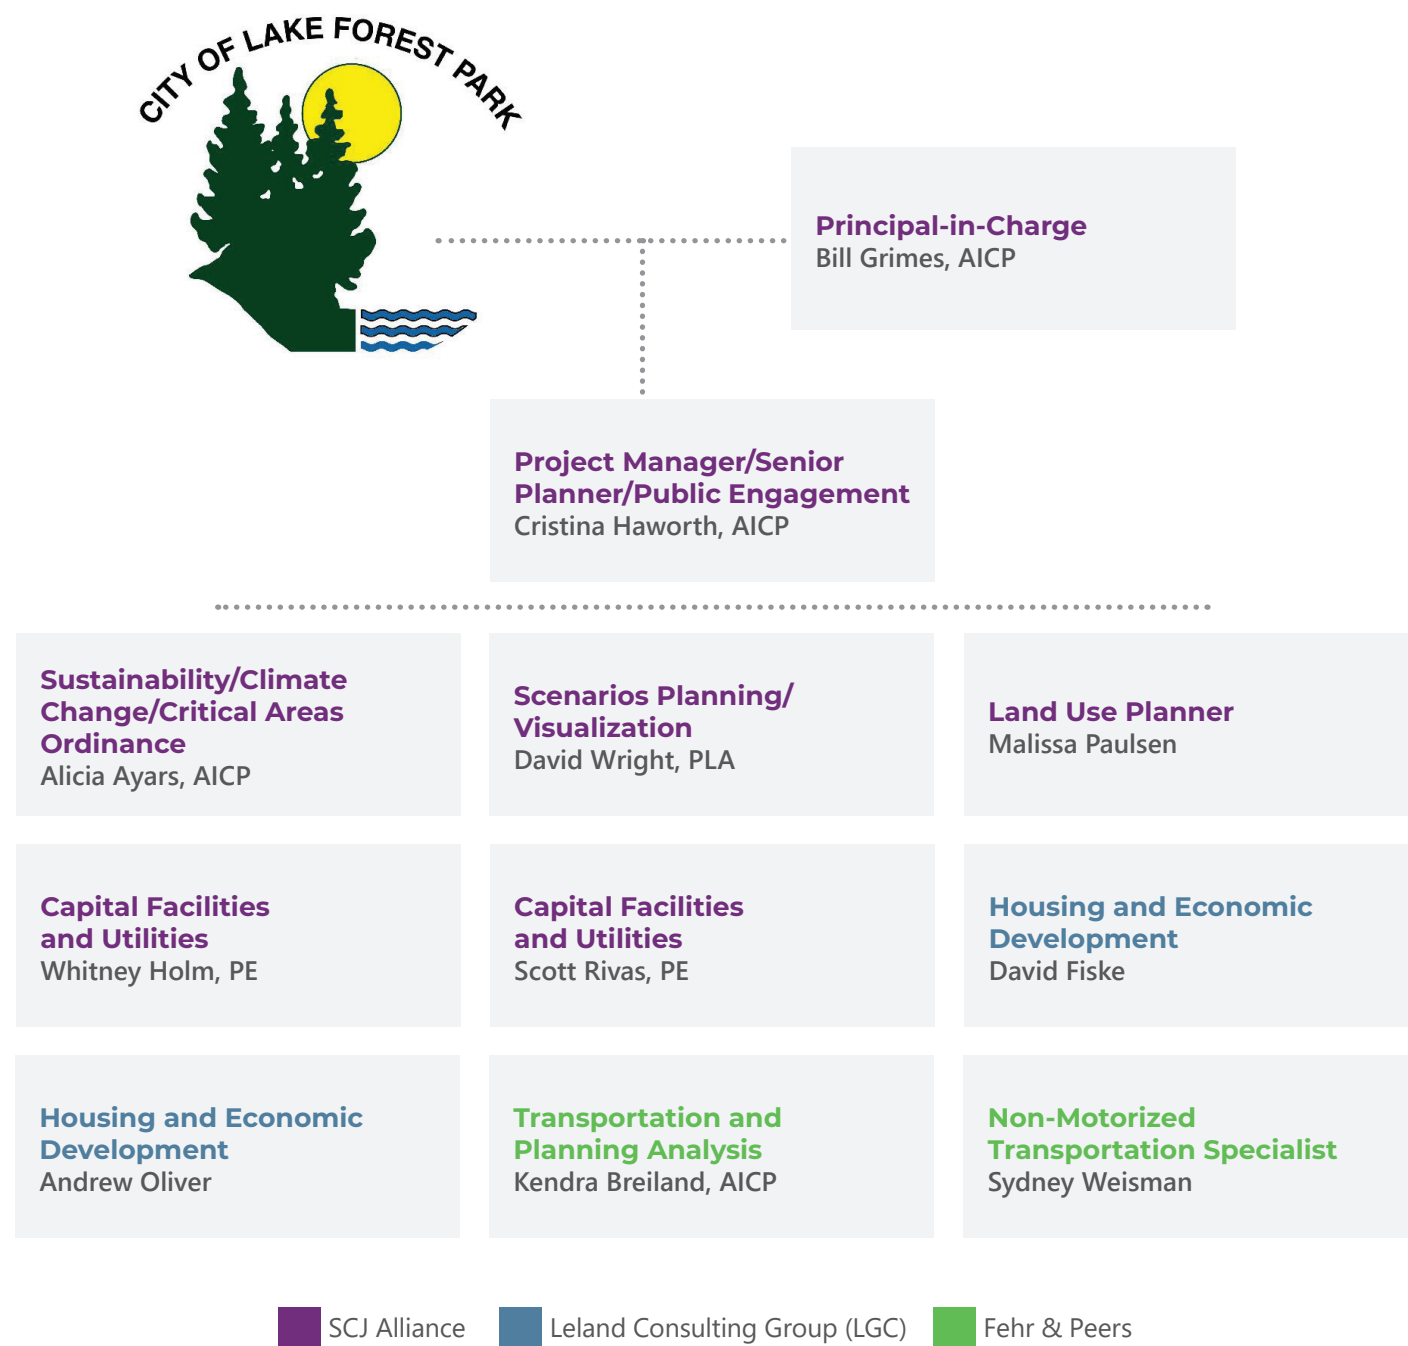 CITY OF LAKE FOREST PARK
Principal-in-Charge
Bill Grimes, AICP
Project Manager/Senior
Planner/Public Engagement
Cristina Haworth, AICP
Sustainability/Climate
Change/Critical Areas
Ordinance
Alicia Ayars, AICP
Scenarios Planning/
Visualization
David Wright, PLA
Land Use Planner
Malissa Paulsen
Capital Facilities
and Utilities
Whitney Holm, PE
Capital Facilities
and Utilities
Scott Rivas, PE
Housing and Economic
Development
David Fiske
Housing and Economic
Development
Andrew Oliver
Transportation and
Planning Analysis
Kendra Breiland, AICP
Non-Motorized
Transportation Specialist
Sydney Weisman
SCJ Alliance
Leland Consulting Group (LGC)
Fehr & Peers